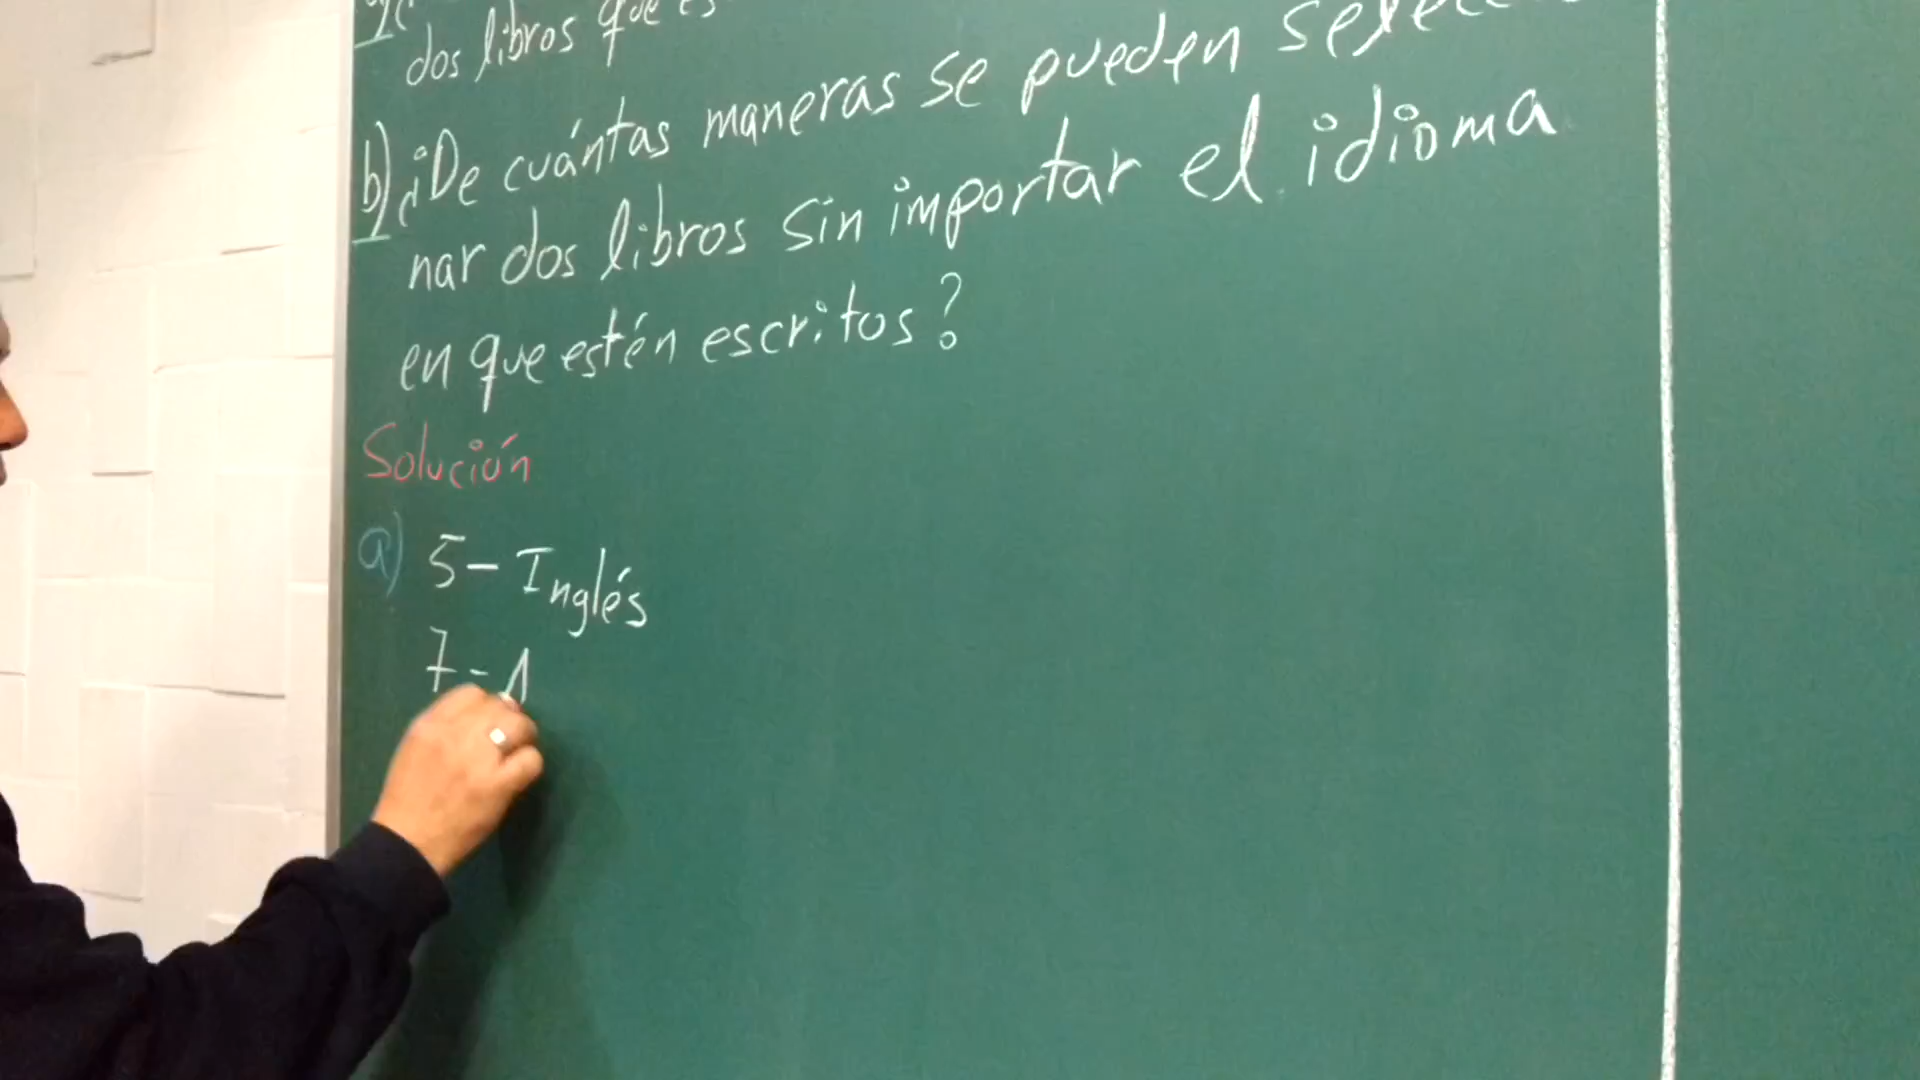 dos libros que es
b) ¿De cuántas maneras se pueden selec
nar dos libros sin importar el idioma
en que estén escritos?
Solución
a) 5- Inglés
7-